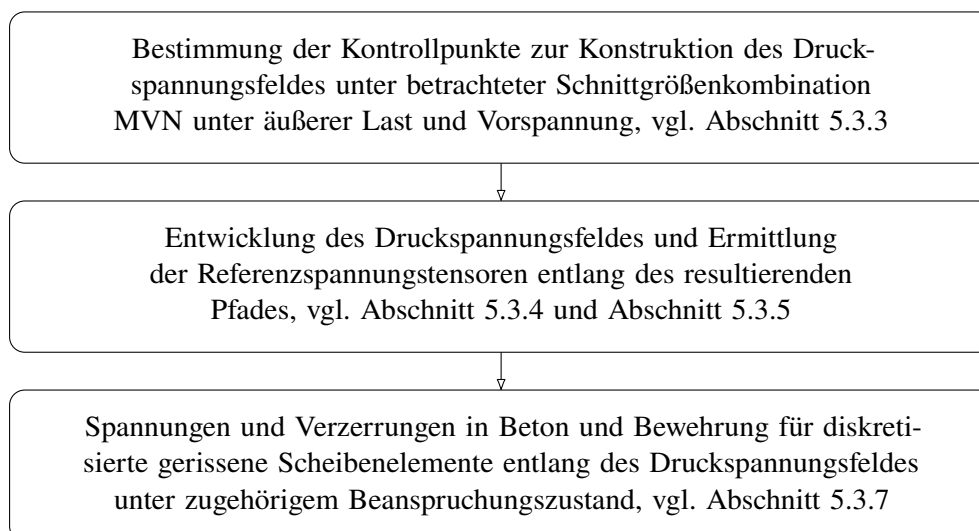 Bestimmung der Kontrollpunkte zur Konstruktion des Druck-
spannungsfeldes unter betrachteter Schnittgrößenkombination
MVN unter äußerer Last und Vorspannung, vgl. Abschnitt 5.3.3
Entwicklung des Druckspannungsfeldes und Ermittlung
der Referenzspannungstensoren entlang des resultierenden
Pfades, vgl. Abschnitt 5.3.4 und Abschnitt 5.3.5
Spannungen und Verzerrungen in Beton und Bewehrung für diskreti-
sierte gerissene Scheibenelemente entlang des Druckspannungsfeldes
unter zugehörigem Beanspruchungszustand, vgl. Abschnitt 5.3.7